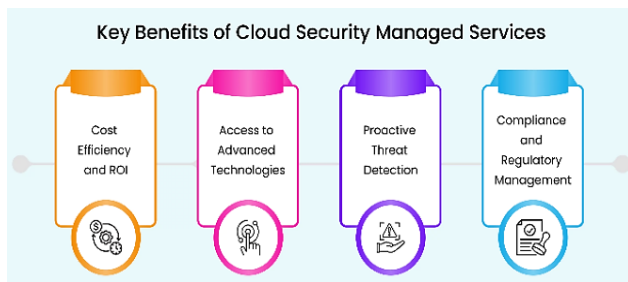 Key Benefits of Cloud Security Managed Services
Cost
Efficiency
and ROI
Access to
Advanced
Technologies
Proactive
Threat
Detection
Compliance
and
Regulatory
Management
$